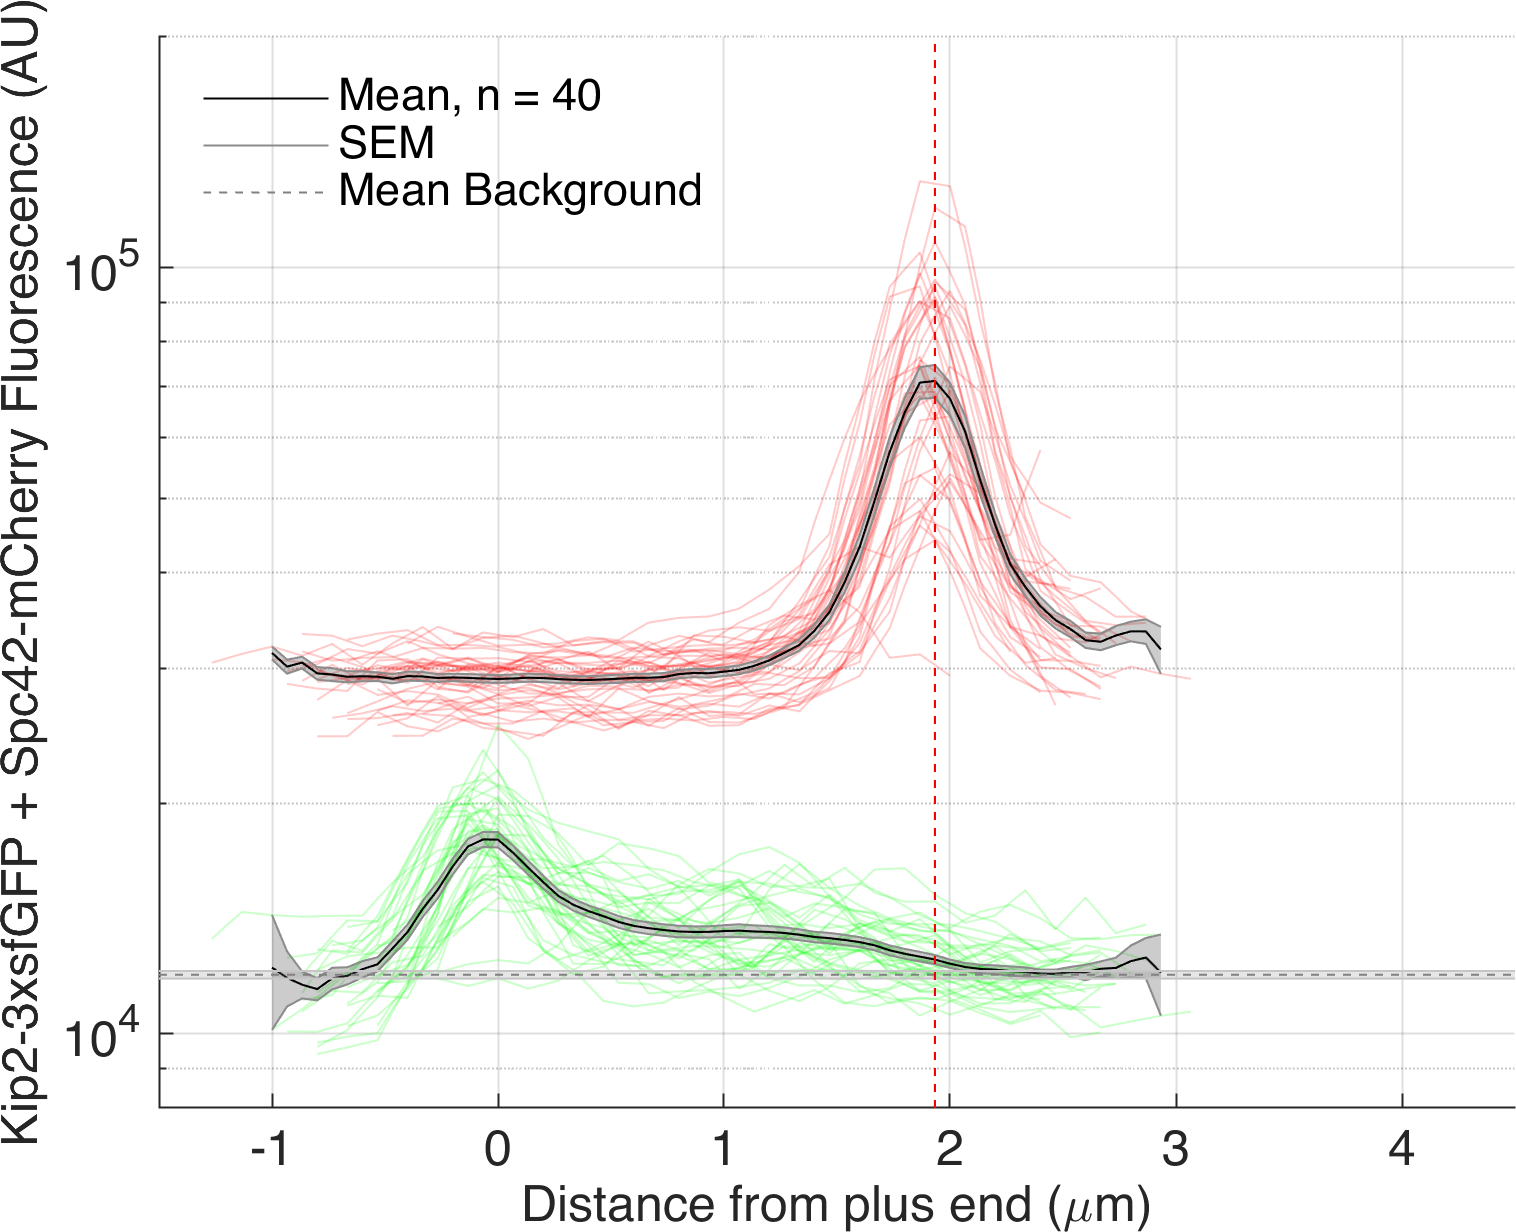 Kip2-3xsfGFP + Spc42-mCherry Fluorescence (AU)
Mean, n = 40
SEM
Mean Background
10^5
10^4
-1 0 1 2 3 4
Distance from plus end (μm)